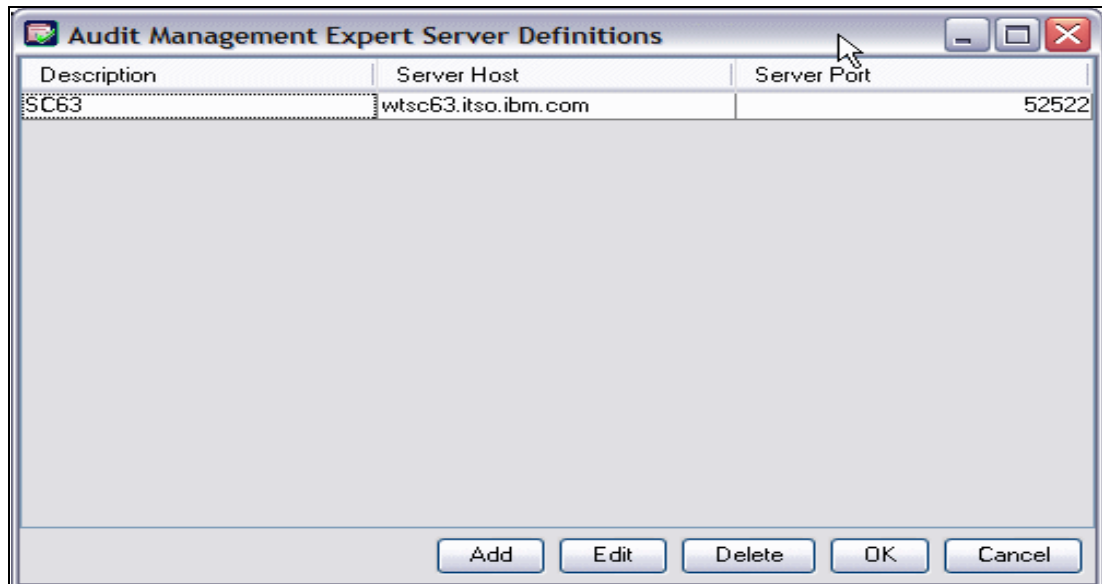 Audit Management Expert Server Definitions
Description Server Host Server Port
SC63 wtsc63.itso.ibm.com 52522
Add Edit Delete OK Cancel